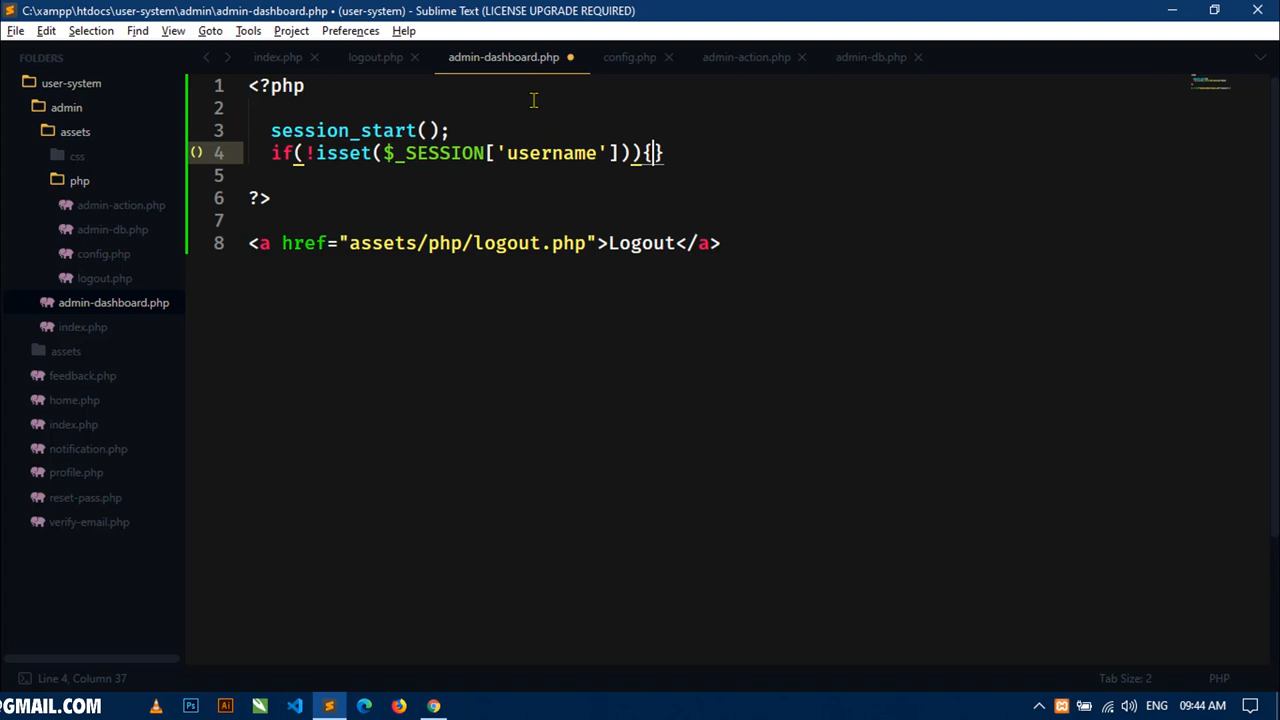 C:\xampp\htdocs\user-system\admin\admin-dashboard.php • (user-system) - Sublime Text (LICENSE UPGRADE REQUIRED)
File Edit Selection Find View Goto Tools Project Preferences Help
FOLDERS
user-system
admin
assets
css
php
admin-action.php
admin-db.php
config.php
logout.php
admin-dashboard.php
index.php
assets
feedback.php
home.php
index.php
notification.php
profile.php
reset-pass.php
verify-email.php
index.php logout.php admin-dashboard.php config.php admin-action.php admin-db.php
1 <?php
2
3 session_start();
4 if(!isset($_SESSION['username'])){}
5
6 ?>
7
8 <a href="assets/php/logout.php">Logout</a>
Line 4, Column 37 Tab Size: 2 PHP
@GMAIL.COM Ps Ai ENG 09:44 AM